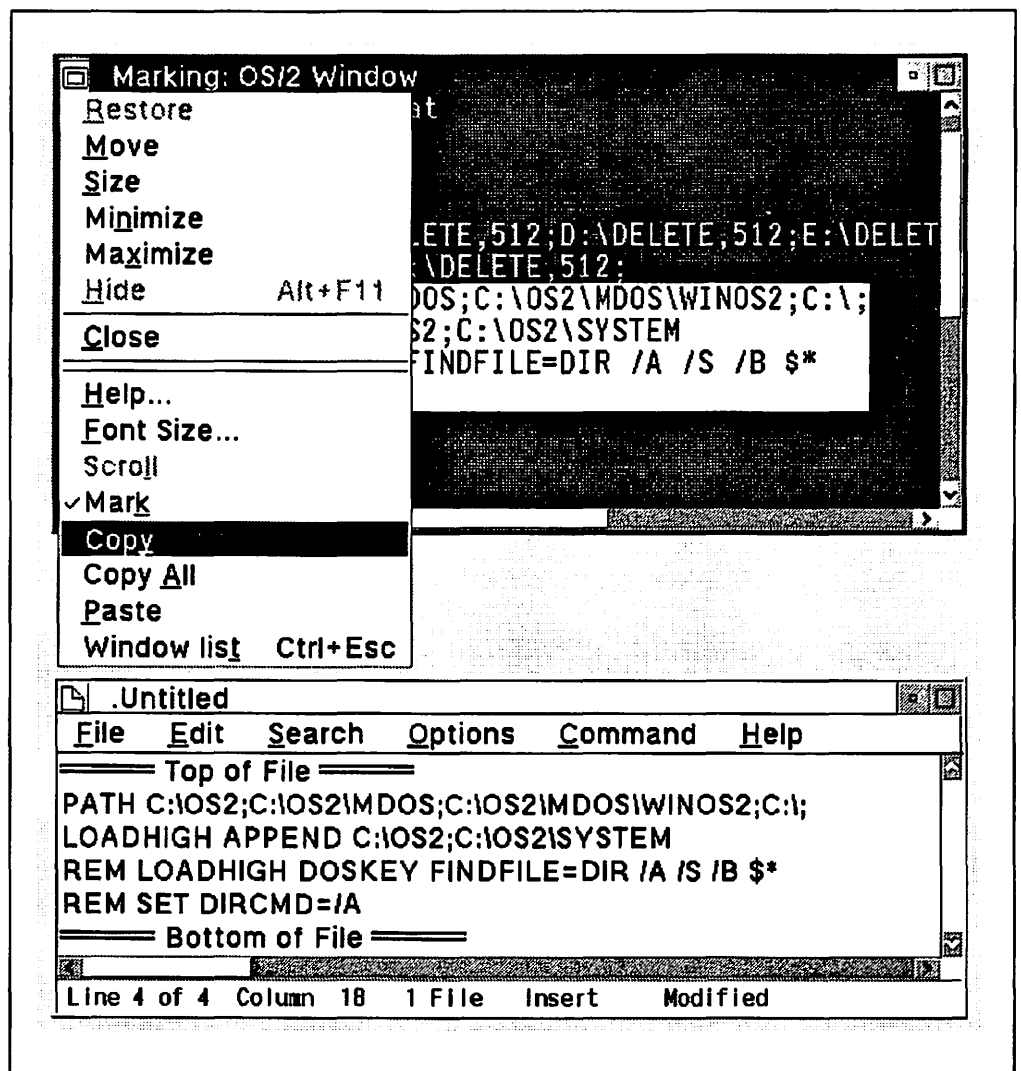 Marking: OS/2 Window
Restore
at
Move
Size
Minimize
.ETE,512;D:\DELETE,512;E:\DELET
Maximize
:\DELETE,512;
Hide Alt+F11
DOS;C:\OS2\MDOS\WINOS2;C:\;
Close
S2;C:\OS2\SYSTEM
FINDFILE=DIR /A /S /B $*
Help...
Font Size...
Scroll
Mark
Copy
Copy All
Paste
Window list Ctrl+Esc
.Untitled
File Edit Search Options Command Help
Top of File
PATH C:\OS2;C:\OS2\MDOS;C:\OS2\MDOS\WINOS2;C:\;
LOADHIGH APPEND C:\OS2;C:\OS2\SYSTEM
REM LOADHIGH DOSKEY FINDFILE=DIR /A /S /B $*
REM SET DIRCMD=/A
Bottom of File
Line 4 of 4 Column 18 1 File Insert Modified